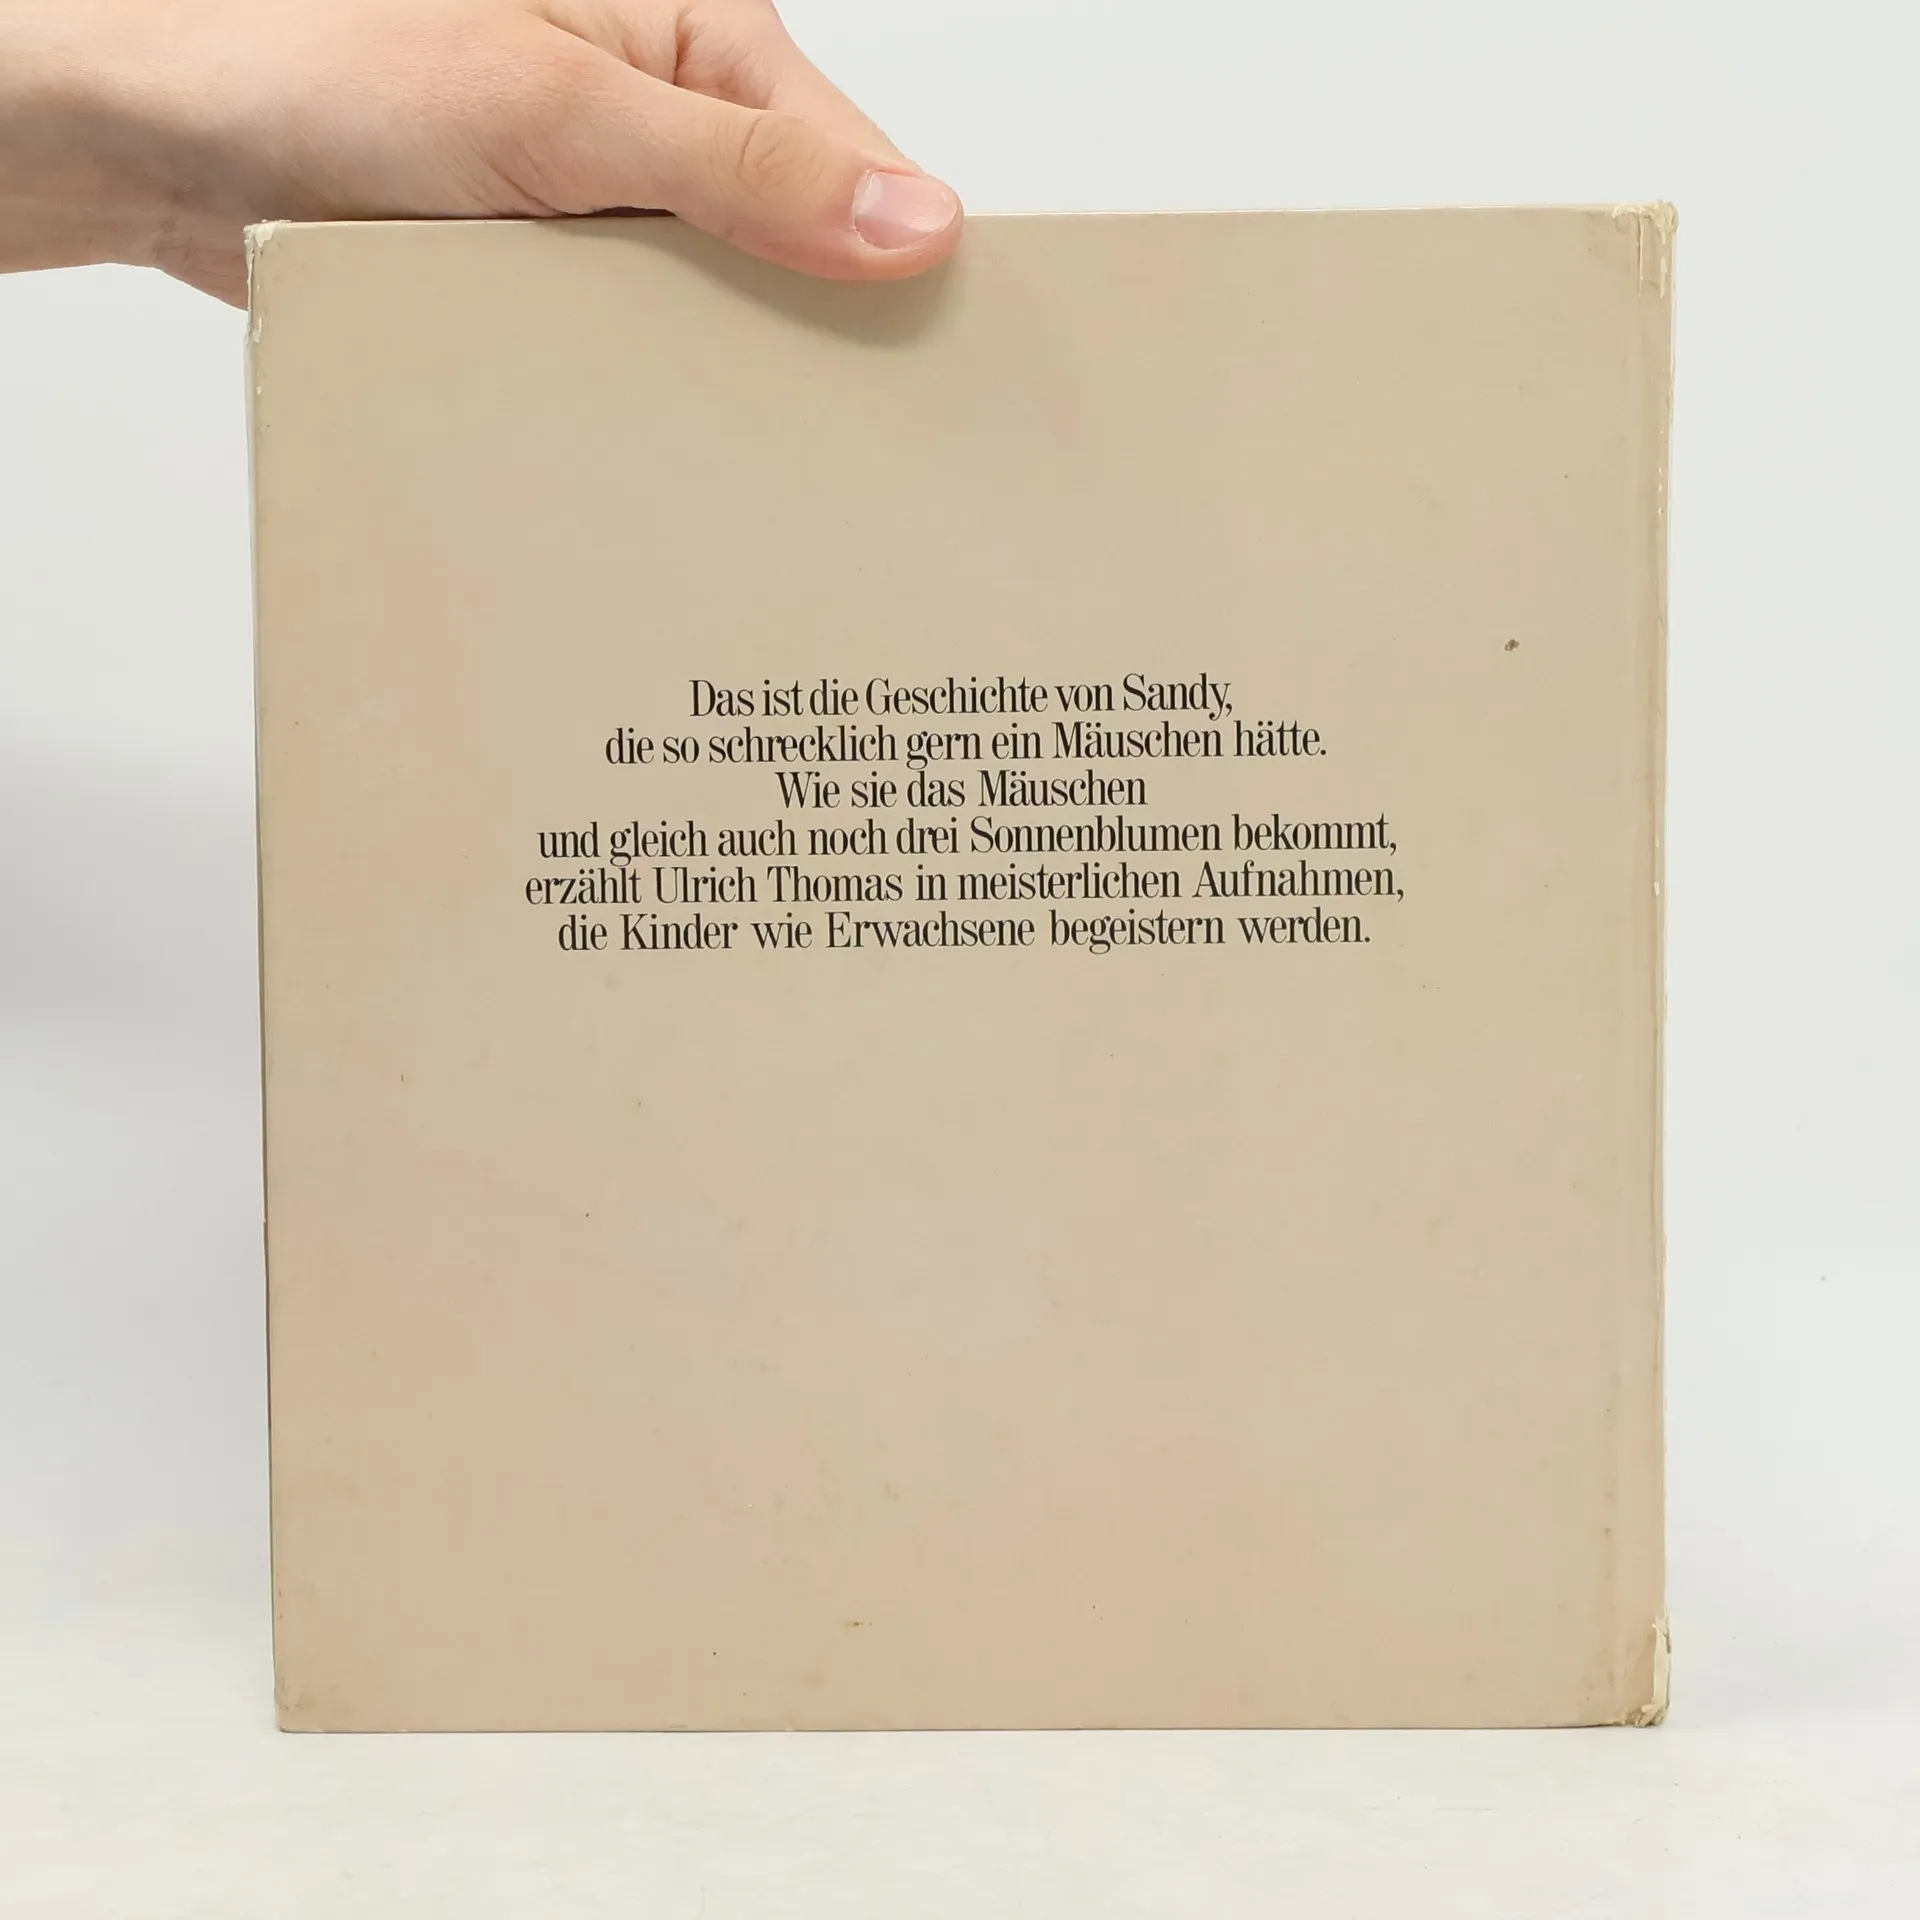 Das ist die Geschichte von Sandy,
die so schrecklich gern ein Mäuschen hätte.
Wie sie das Mäuschen
und gleich auch noch drei Sonnenblumen bekommt,
erzählt Ulrich Thomas in meisterlichen Aufnahmen,
die Kinder wie Erwachsene begeistern werden.